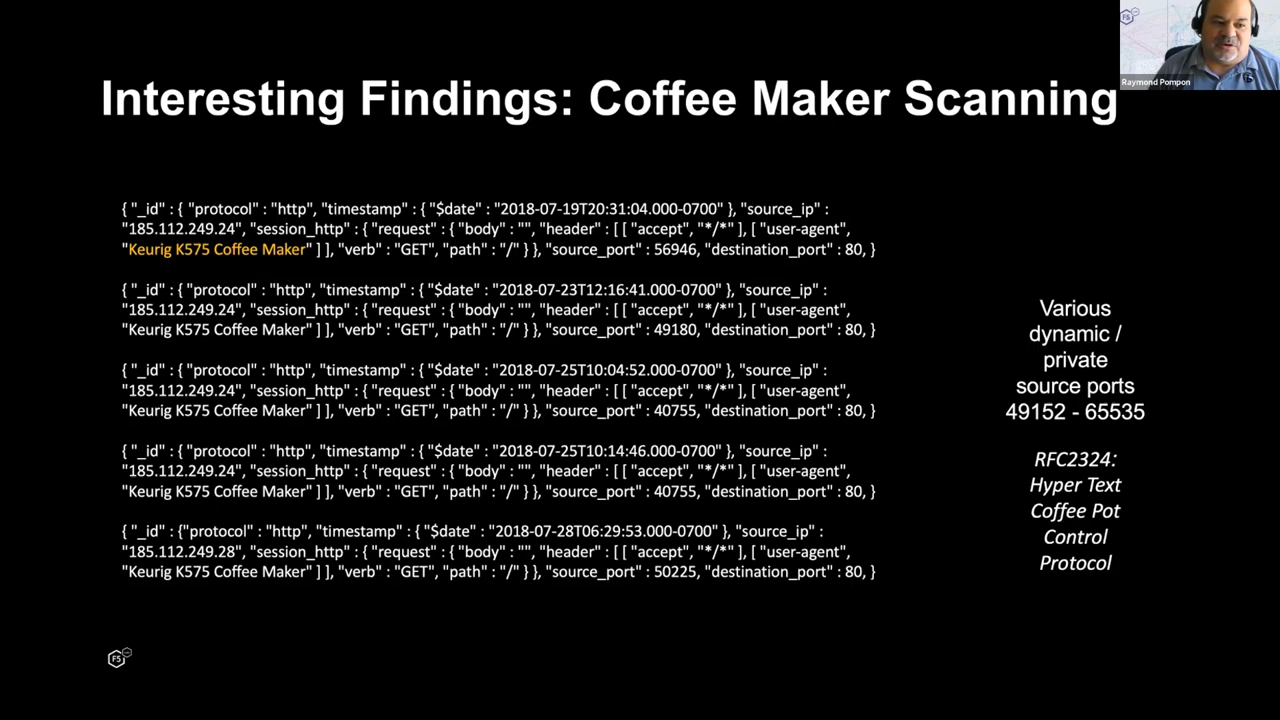 F5
Raymond Pompon
Interesting Findings: Coffee Maker Scanning
{ "_id" : { "protocol" : "http", "timestamp" : { "$date" : "2018-07-19T20:31:04.000-0700" }, "source_ip" :
"185.112.249.24", "session_http" : { "request" : { "body" : "", "header" : [ [ "accept", "*/*" ], [ "user-agent",
"Keurig K575 Coffee Maker" ] ], "verb" : "GET", "path" : "/" } }, "source_port" : 56946, "destination_port" : 80, }
{ "_id" : { "protocol" : "http", "timestamp" : { "$date" : "2018-07-23T12:16:41.000-0700" }, "source_ip" :
"185.112.249.24", "session_http" : { "request" : { "body" : "", "header" : [ [ "accept", "*/*" ], [ "user-agent",
"Keurig K575 Coffee Maker" ] ], "verb" : "GET", "path" : "/" } }, "source_port" : 49180, "destination_port" : 80, }
{ "_id" : { "protocol" : "http", "timestamp" : { "$date" : "2018-07-25T10:04:52.000-0700" }, "source_ip" :
"185.112.249.24", "session_http" : { "request" : { "body" : "", "header" : [ [ "accept", "*/*" ], [ "user-agent",
"Keurig K575 Coffee Maker" ] ], "verb" : "GET", "path" : "/" } }, "source_port" : 40755, "destination_port" : 80, }
{ "_id" : { "protocol" : "http", "timestamp" : { "$date" : "2018-07-25T10:14:46.000-0700" }, "source_ip" :
"185.112.249.24", "session_http" : { "request" : { "body" : "", "header" : [ [ "accept", "*/*" ], [ "user-agent",
"Keurig K575 Coffee Maker" ] ], "verb" : "GET", "path" : "/" } }, "source_port" : 40755, "destination_port" : 80, }
{ "_id" : {"protocol" : "http", "timestamp" : { "$date" : "2018-07-28T06:29:53.000-0700" }, "source_ip" :
"185.112.249.28", "session_http" : { "request" : { "body" : "", "header" : [ [ "accept", "*/*" ], [ "user-agent",
"Keurig K575 Coffee Maker" ] ], "verb" : "GET", "path" : "/" } }, "source_port" : 50225, "destination_port" : 80, }
Various
dynamic /
private
source ports
49152 - 65535
RFC2324:
Hyper Text
Coffee Pot
Control
Protocol
F5